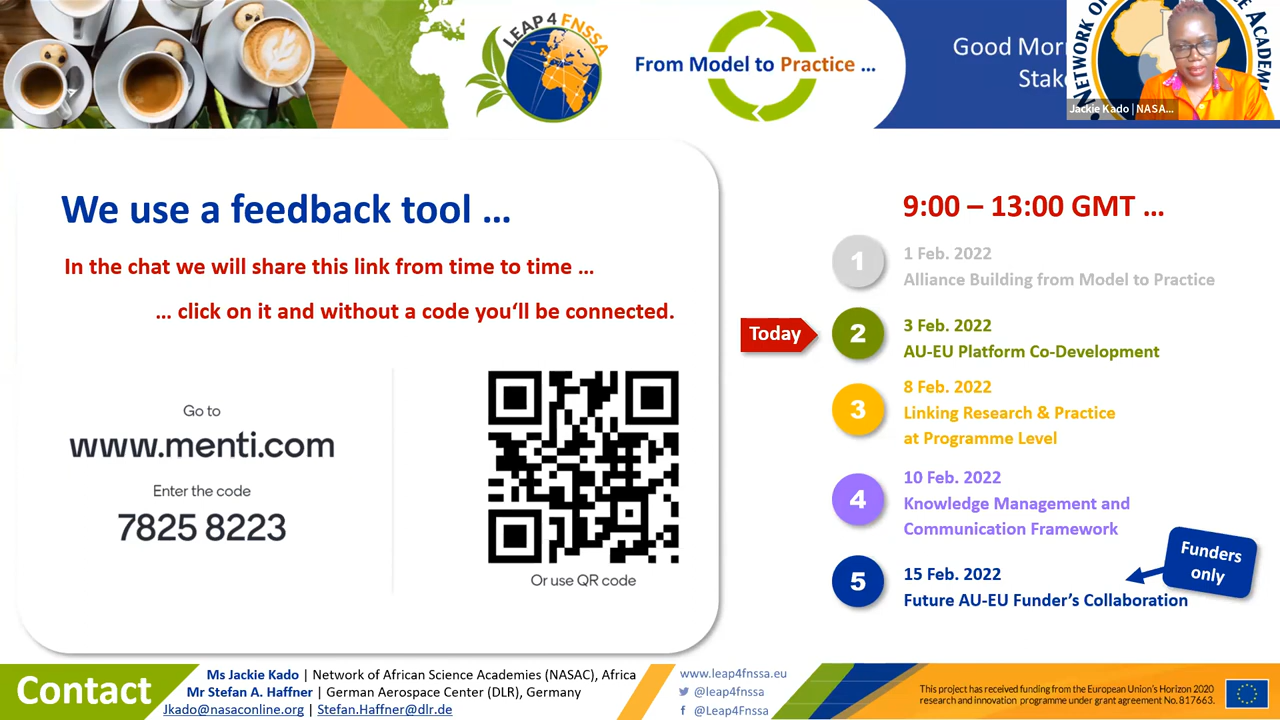 LEAP 4 FNSSA
From Model to Practice ...
Good Mor
Stak
NETWORK OF
ACADEMI
Jackie Kado | NASA...
We use a feedback tool ...
In the chat we will share this link from time to time ...
... click on it and without a code you'll be connected.
Go to
www.menti.com
Enter the code
7825 8223
Or use QR code
9:00 – 13:00 GMT ...
1
1 Feb. 2022
Alliance Building from Model to Practice
Today
2
3 Feb. 2022
AU-EU Platform Co-Development
3
8 Feb. 2022
Linking Research & Practice
at Programme Level
4
10 Feb. 2022
Knowledge Management and
Communication Framework
Funders
only
5
15 Feb. 2022
Future AU-EU Funder's Collaboration
Contact
Ms Jackie Kado | Network of African Science Academies (NASAC), Africa
Mr Stefan A. Haffner | German Aerospace Center (DLR), Germany
Jkado@nasaconline.org | Stefan.Haffner@dlr.de
www.leap4fnssa.eu
@leap4fnssa
@Leap4Fnssa
This project has received funding from the European Union's Horizon 2020
research and innovation programme under grant agreement No. 817663.